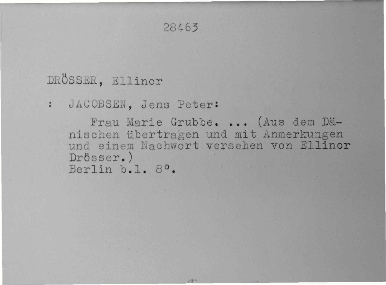 28463
DRÖSSER, Ellinor
: JACOBSEN, Jens Peter:
Frau Marie Grubbe. ... (Aus dem Dä-
nischen übertragen und mit Anmerkungen
und einem Nachwort versehen von Ellinor
Drösser.)
Berlin b.l. 8°.